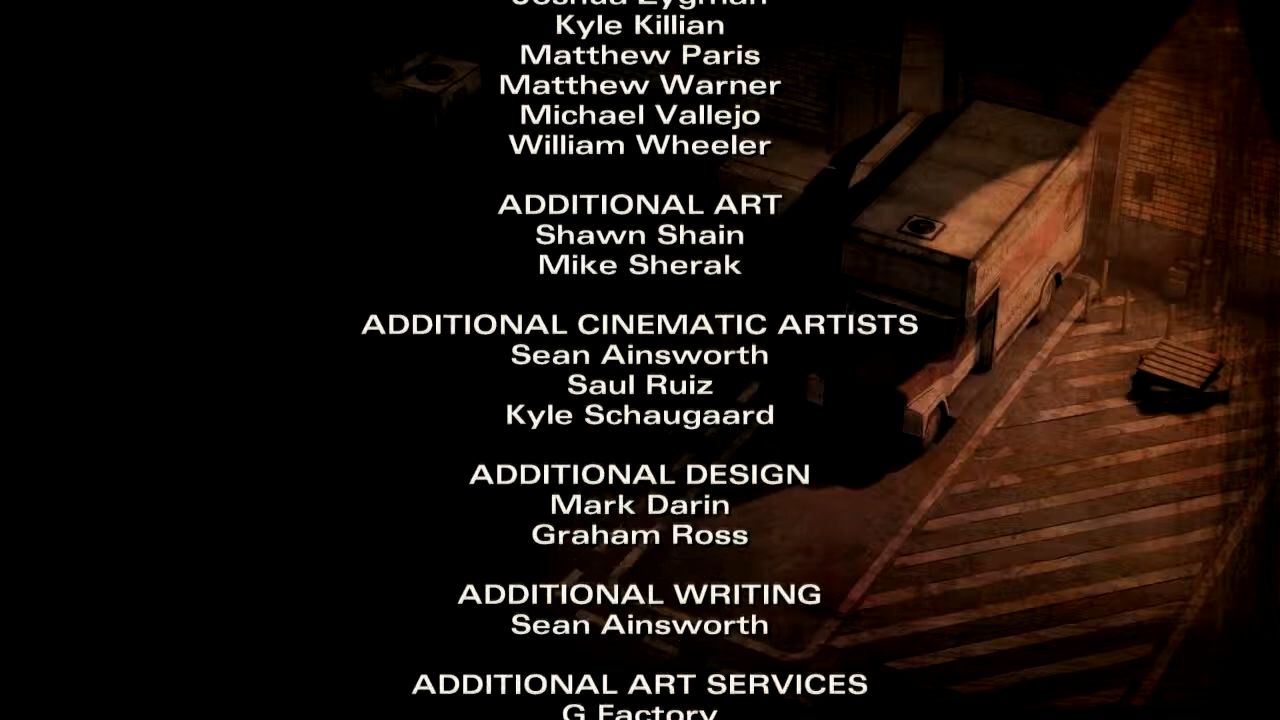 Joshua Zygman
Kyle Killian
Matthew Paris
Matthew Warner
Michael Vallejo
William Wheeler
ADDITIONAL ART
Shawn Shain
Mike Sherak
ADDITIONAL CINEMATIC ARTISTS
Sean Ainsworth
Saul Ruiz
Kyle Schaugaard
ADDITIONAL DESIGN
Mark Darin
Graham Ross
ADDITIONAL WRITING
Sean Ainsworth
ADDITIONAL ART SERVICES
G Factory